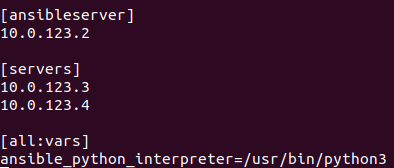 [ansibleserver]
10.0.123.2
[servers]
10.0.123.3
10.0.123.4
[all:vars]
ansible_python_interpreter=/usr/bin/python3